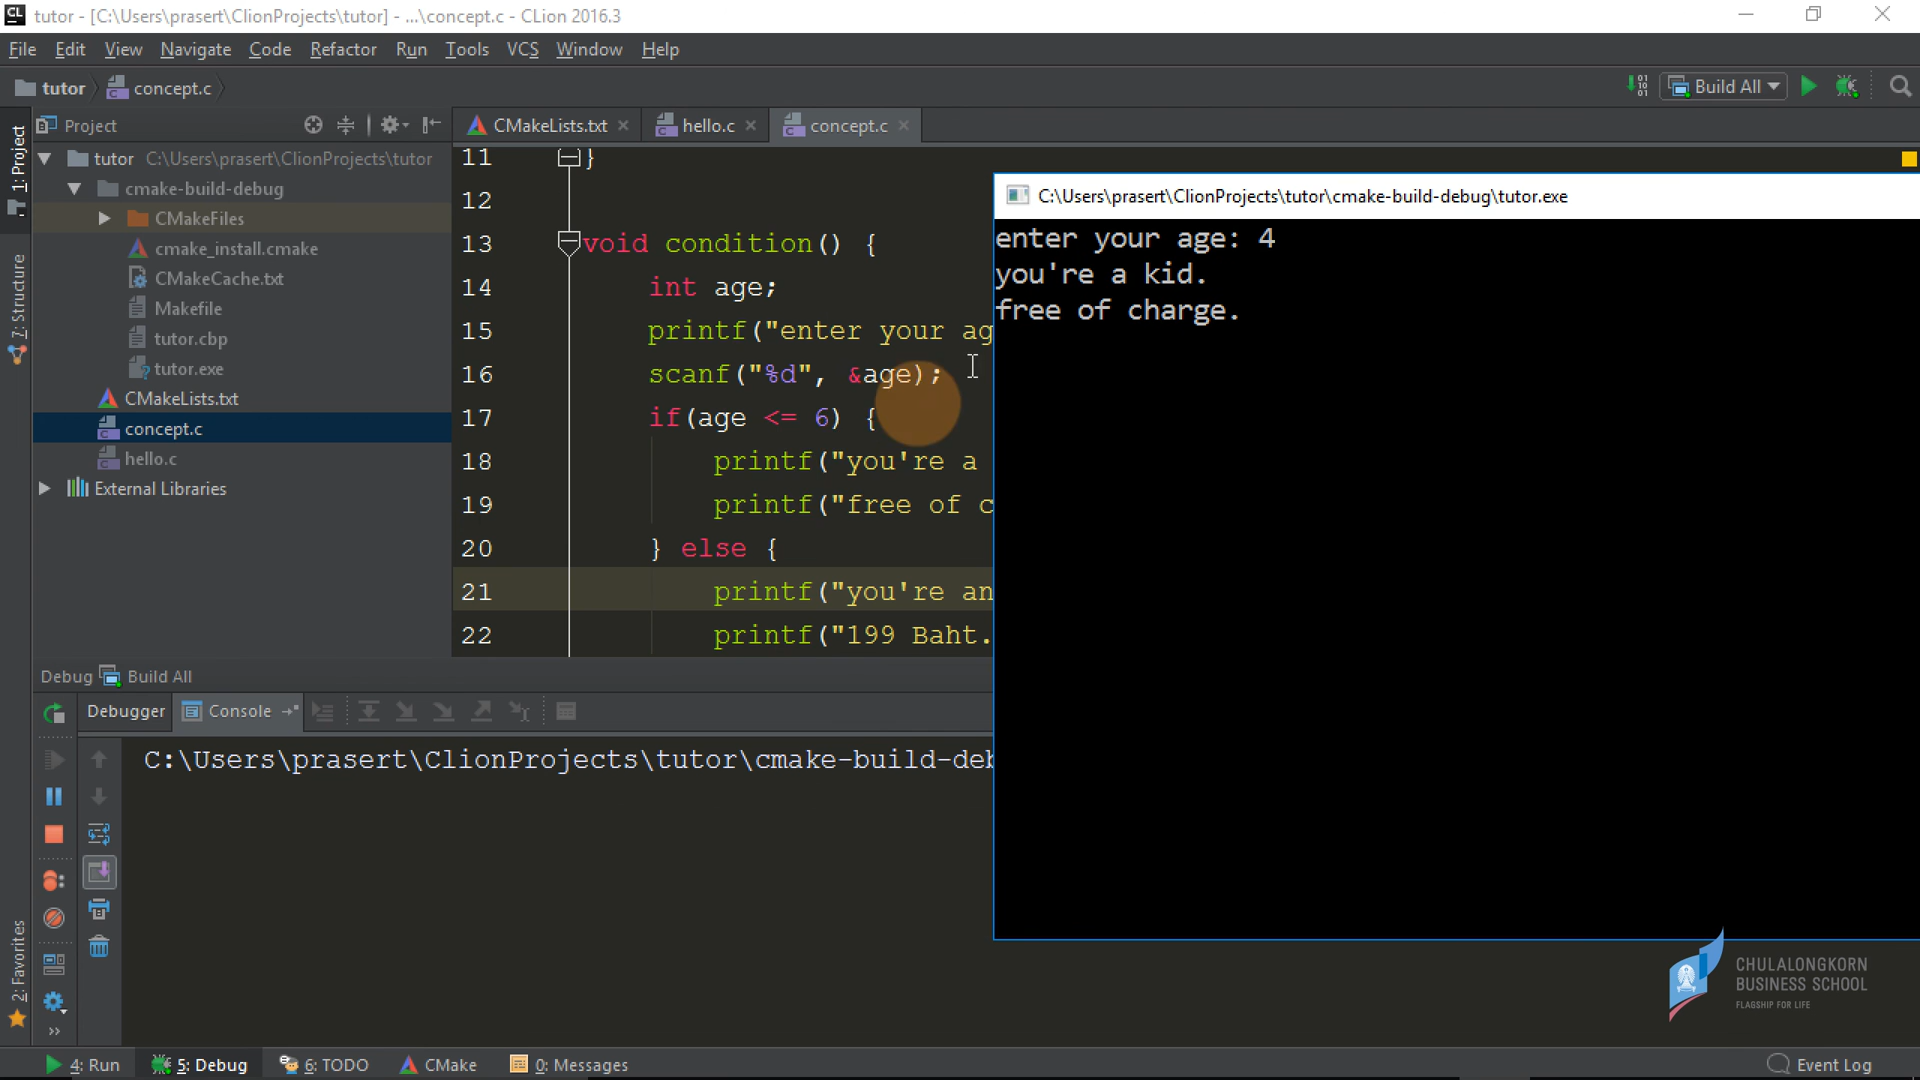 CL tutor - [C:\Users\prasert\ClionProjects\tutor] - ...\concept.c - CLion 2016.3
File Edit View Navigate Code Refactor Run Tools VCS Window Help
tutor concept.c
Build All
1: Project
7: Structure
2: Favorites
Project
tutor C:\Users\prasert\ClionProjects\tutor
cmake-build-debug
CMakeFiles
cmake_install.cmake
CMakeCache.txt
Makefile
tutor.cbp
tutor.exe
CMakeLists.txt
concept.c
hello.c
External Libraries
CMakeLists.txt hello.c concept.c
11 }
12
13 void condition() {
14 int age;
15 printf("enter your ag
16 scanf("%d", &age);
17 if(age <= 6) {
18 printf("you're a
19 printf("free of c
20 } else {
21 printf("you're an
22 printf("199 Baht.
C:\Users\prasert\ClionProjects\tutor\cmake-build-debug\tutor.exe
enter your age: 4
you're a kid.
free of charge.
Debug Build All
Debugger Console
C:\Users\prasert\ClionProjects\tutor\cmake-build-deb
CHULALONGKORN
BUSINESS SCHOOL
FLAGSHIP FOR LIFE
4: Run 5: Debug 6: TODO CMake 0: Messages Event Log